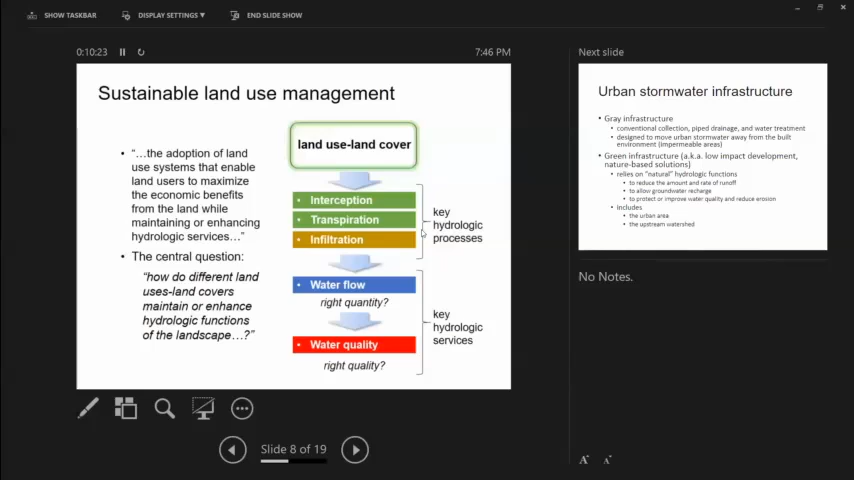 SHOW TASKBAR
DISPLAY SETTINGS ▼
END SLIDE SHOW
0:10:23
7:46 PM
Sustainable land use management
• “…the adoption of land
use systems that enable
land users to maximize
the economic benefits
from the land while
maintaining or enhancing
hydrologic services…”
• The central question:
“how do different land
uses-land covers
maintain or enhance
hydrologic functions
of the landscape…?”
land use-land cover
• Interception
• Transpiration
• Infiltration
key
hydrologic
processes
• Water flow
right quantity?
• Water quality
right quality?
key
hydrologic
services
Slide 8 of 19
Next slide
Urban stormwater infrastructure
• Gray infrastructure
• conventional collection, piped drainage, and water treatment
• designed to move urban stormwater away from the built
environment (impermeable areas)
• Green infrastructure (a.k.a. low impact development,
nature-based solutions)
• relies on “natural” hydrologic functions
• to reduce the amount and rate of runoff
• to allow groundwater recharge
• to protect or improve water quality and reduce erosion
• includes
• the urban area
• the upstream watershed
No Notes.
A A